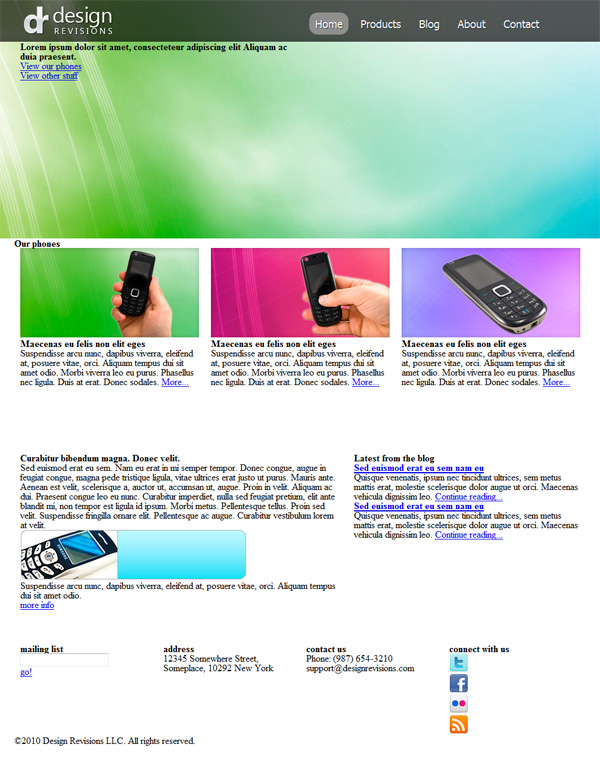 design
REVISIONS
Home Products Blog About Contact
Lorem ipsum dolor sit amet, consecteteur adipiscing elit Aliquam ac
duia praesent.
View our phones
View other stuff
Our phones
Maecenas eu felis non elit eges
Suspendisse arcu nunc, dapibus viverra, eleifend
at, posuere vitae, orci. Aliquam tempus dui sit
amet odio. Morbi viverra leo eu purus. Phasellus
nec ligula. Duis at erat. Donec sodales. More...
Maecenas eu felis non elit eges
Suspendisse arcu nunc, dapibus viverra, eleifend
at, posuere vitae, orci. Aliquam tempus dui sit
amet odio. Morbi viverra leo eu purus. Phasellus
nec ligula. Duis at erat. Donec sodales. More...
Maecenas eu felis non elit eges
Suspendisse arcu nunc, dapibus viverra, eleifend
at, posuere vitae, orci. Aliquam tempus dui sit
amet odio. Morbi viverra leo eu purus. Phasellus
nec ligula. Duis at erat. Donec sodales. More...
Curabitur bibendum magna. Donec velit.
Sed euismod erat eu sem. Nam eu erat in mi semper tempor. Donec congue, augue in
feugiat congue, magna pede tristique ligula, vitae ultrices erat justo ut purus. Mauris ante.
Aenean est velit, scelerisque a, auctor ut, accumsan ut, augue. Proin in velit. Aliquam ac
dui. Praesent congue leo eu nunc. Curabitur imperdiet, nulla sed feugiat pretium, elit ante
blandit mi, non tempor est ligula id ipsum. Morbi metus. Pellentesque tellus. Proin sed
velit. Suspendisse fringilla ornare elit. Pellentesque ac augue. Curabitur vestibulum lorem
at velit.
Suspendisse arcu nunc, dapibus viverra, eleifend at, posuere vitae, orci. Aliquam tempus
dui sit amet odio.
more info
Latest from the blog
Sed euismod erat eu sem nam eu
Quisque venenatis, ipsum nec tincidunt ultrices, sem metus
mattis erat, molestie scelerisque dolor augue ut orci. Maecenas
vehicula dignissim leo. Continue reading...
Sed euismod erat eu sem nam eu
Quisque venenatis, ipsum nec tincidunt ultrices, sem metus
mattis erat, molestie scelerisque dolor augue ut orci. Maecenas
vehicula dignissim leo. Continue reading...
mailing list
go!
address
12345 Somewhere Street,
Someplace, 10292 New York
contact us
Phone: (987) 654-3210
support@designrevisions.com
connect with us
©2010 Design Revisions LLC. All rights reserved.